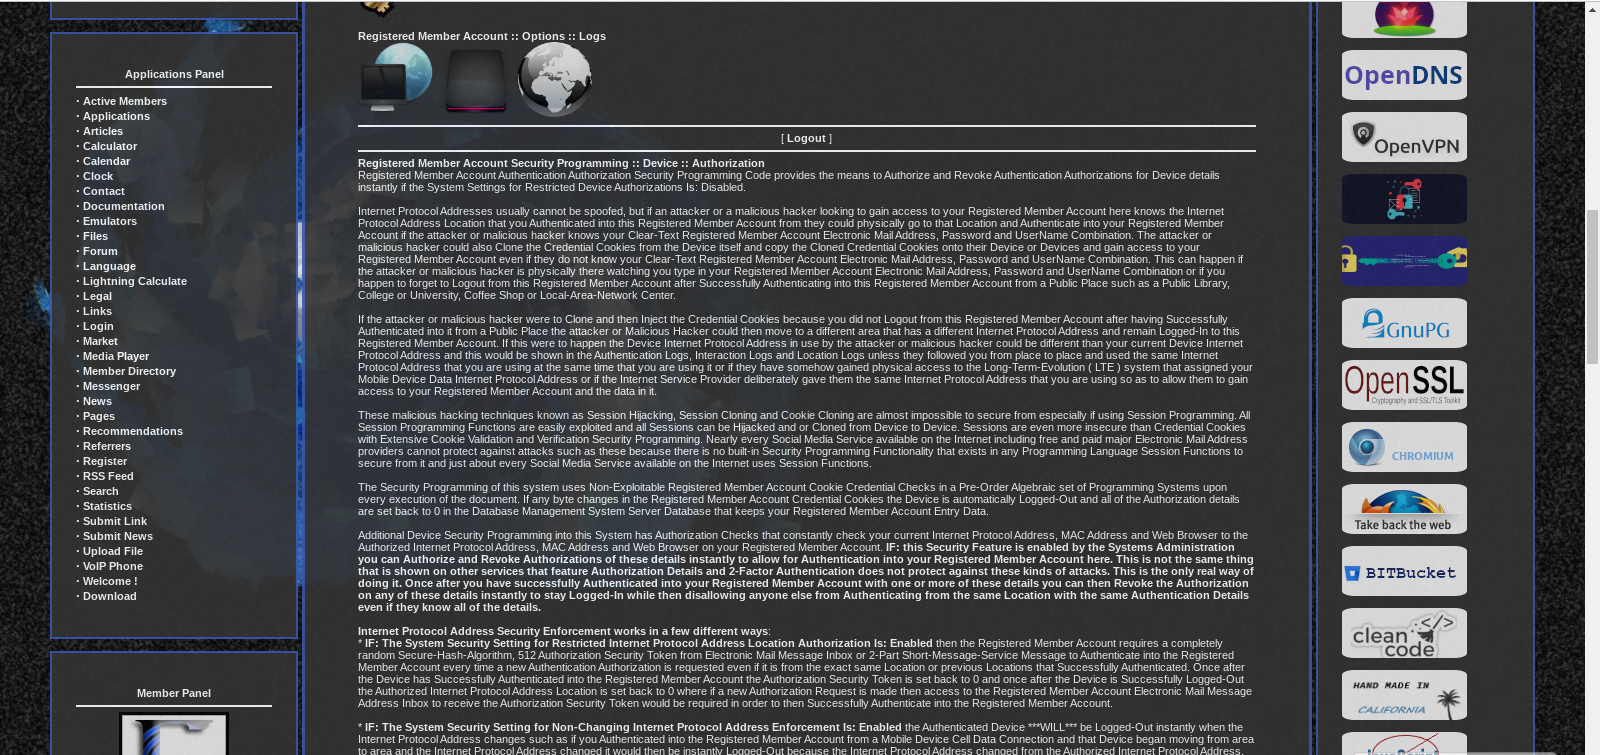 Applications Panel
· Active Members
· Applications
· Articles
· Calculator
· Calendar
· Clock
· Contact
· Documentation
· Emulators
· Files
· Forum
· Language
· Lightning Calculate
· Legal
· Links
· Login
· Market
· Media Player
· Member Directory
· Messenger
· News
· Pages
· Recommendations
· Referrers
· Register
· RSS Feed
· Search
· Statistics
· Submit Link
· Submit News
· Upload File
· VoIP Phone
· Welcome !
· Download
Member Panel
Registered Member Account :: Options :: Logs
[ Logout ]
Registered Member Account Security Programming :: Device :: Authorization
Registered Member Account Authentication Authorization Security Programming Code provides the means to Authorize and Revoke Authentication Authorizations for Device details
instantly if the System Settings for Restricted Device Authorizations Is: Disabled.
Internet Protocol Addresses usually cannot be spoofed, but if an attacker or a malicious hacker looking to gain access to your Registered Member Account here knows the Internet
Protocol Address Location that you Authenticated into this Registered Member Account from they could physically go to that Location and Authenticate into your Registered Member
Account if the attacker or malicious hacker knows your Clear-Text Registered Member Account Electronic Mail Address, Password and UserName Combination. The attacker or
malicious hacker could also Clone the Credential Cookies from the Device itself and copy the Cloned Credential Cookies onto their Device or Devices and gain access to your
Registered Member Account even if they do not know your Clear-Text Registered Member Account Electronic Mail Address, Password and UserName Combination. This can happen if
the attacker or malicious hacker is physically there watching you type in your Registered Member Account Electronic Mail Address, Password and UserName Combination or if you
happen to forget to Logout from this Registered Member Account after Successfully Authenticating into this Registered Member Account from a Public Place such as a Public Library,
College or University, Coffee Shop or Local-Area-Network Center.
If the attacker or malicious hacker were to Clone and then Inject the Credential Cookies because you did not Logout from this Registered Member Account after having Successfully
Authenticated into it from a Public Place the attacker or Malicious Hacker could then move to a different area that has a different Internet Protocol Address and remain Logged-In to this
Registered Member Account. If this were to happen the Device Internet Protocol Address in use by the attacker or malicious hacker could be different than your current Device Internet
Protocol Address and this would be shown in the Authentication Logs, Interaction Logs and Location Logs unless they followed you from place to place and used the same Internet
Protocol Address that you are using at the same time that you are using it or if they have somehow gained physical access to the Long-Term-Evolution ( LTE ) system that assigned your
Mobile Device Data Internet Protocol Address or if the Internet Service Provider deliberately gave them the same Internet Protocol Address that you are using so as to allow them to gain
access to your Registered Member Account and the data in it.
These malicious hacking techniques known as Session Hijacking, Session Cloning and Cookie Cloning are almost impossible to secure from especially if using Session Programming. All
Session Programming Functions are easily exploited and all Sessions can be Hijacked and or Cloned from Device to Device. Sessions are even more insecure than Credential Cookies
with Extensive Cookie Validation and Verification Security Programming. Nearly every Social Media Service available on the Internet including free and paid major Electronic Mail Address
providers cannot protect against attacks such as these because there is no built-in Security Programming Functionality that exists in any Programming Language Session Functions to
secure from it and just about every Social Media Service available on the Internet uses Session Functions.
The Security Programming of this system uses Non-Exploitable Registered Member Account Cookie Credential Checks in a Pre-Order Algebraic set of Programming Systems upon
every execution of the document. If any byte changes in the Registered Member Account Credential Cookies the Device is automatically Logged-Out and all of the Authorization details
are set back to 0 in the Database Management System Server Database that keeps your Registered Member Account Entry Data.
Additional Device Security Programming into this System has Authorization Checks that constantly check your current Internet Protocol Address, MAC Address and Web Browser to the
Authorized Internet Protocol Address, MAC Address and Web Browser on your Registered Member Account. IF: this Security Feature is enabled by the Systems Administration
you can Authorize and Revoke Authorizations of these details instantly to allow for Authentication into your Registered Member Account here. This is not the same thing
that is shown on other services that feature Authorization Details and 2-Factor Authentication does not protect against these kinds of attacks. This is the only real way of
doing it. Once after you have successfully Authenticated into your Registered Member Account with one or more of these details you can then Revoke the Authorization
on any of these details instantly to stay Logged-In while then disallowing anyone else from Authenticating from the same Location with the same Authentication Details
even if they know all of the details.
Internet Protocol Address Security Enforcement works in a few different ways:
* IF: The System Security Setting for Restricted Internet Protocol Address Location Authorization Is: Enabled then the Registered Member Account requires a completely
random Secure-Hash-Algorithm, 512 Authorization Security Token from Electronic Mail Message Inbox or 2-Part Short-Message-Service Message to Authenticate into the Registered
Member Account every time a new Authentication Authorization is requested even if it is from the exact same Location or previous Locations that Successfully Authenticated. Once after
the Device has Successfully Authenticated into the Registered Member Account the Authorization Security Token is set back to 0 and once after the Device is Successfully Logged-Out
the Authorized Internet Protocol Address Location is set back to 0 where if a new Authorization Request is made then access to the Registered Member Account Electronic Mail Message
Address Inbox to receive the Authorization Security Token would be required in order to then Successfully Authenticate into the Registered Member Account.
* IF: The System Security Setting for Non-Changing Internet Protocol Address Enforcement Is: Enabled the Authenticated Device ***WILL*** be Logged-Out instantly when the
Internet Protocol Address changes such as if you Authenticated into the Registered Member Account from a Mobile Device Cell Data Connection and that Device began moving from area
to area and the Internet Protocol Address changed it would then be instantly Logged-Out because the Internet Protocol Address changed from the Authorized Internet Protocol Address.
OpenDNS
OPENVPN
GnuPG
OpenSSL
Cryptography and SSL/TLS Toolkit
CHROMIUM
Take back the web
BITBucket
clean </>
code
HAND MADE IN
CALIFORNIA